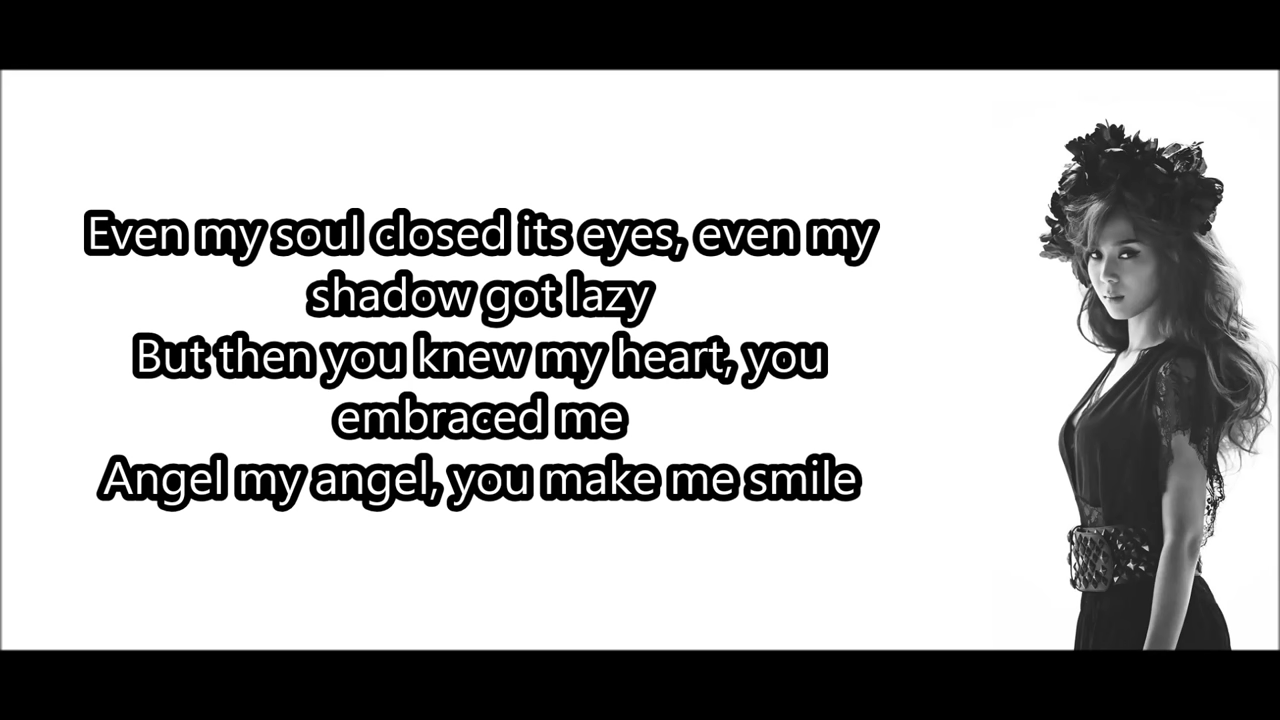 Even my soul closed its eyes, even my
shadow got lazy
But then you knew my heart, you
embraced me
Angel my angel, you make me smile